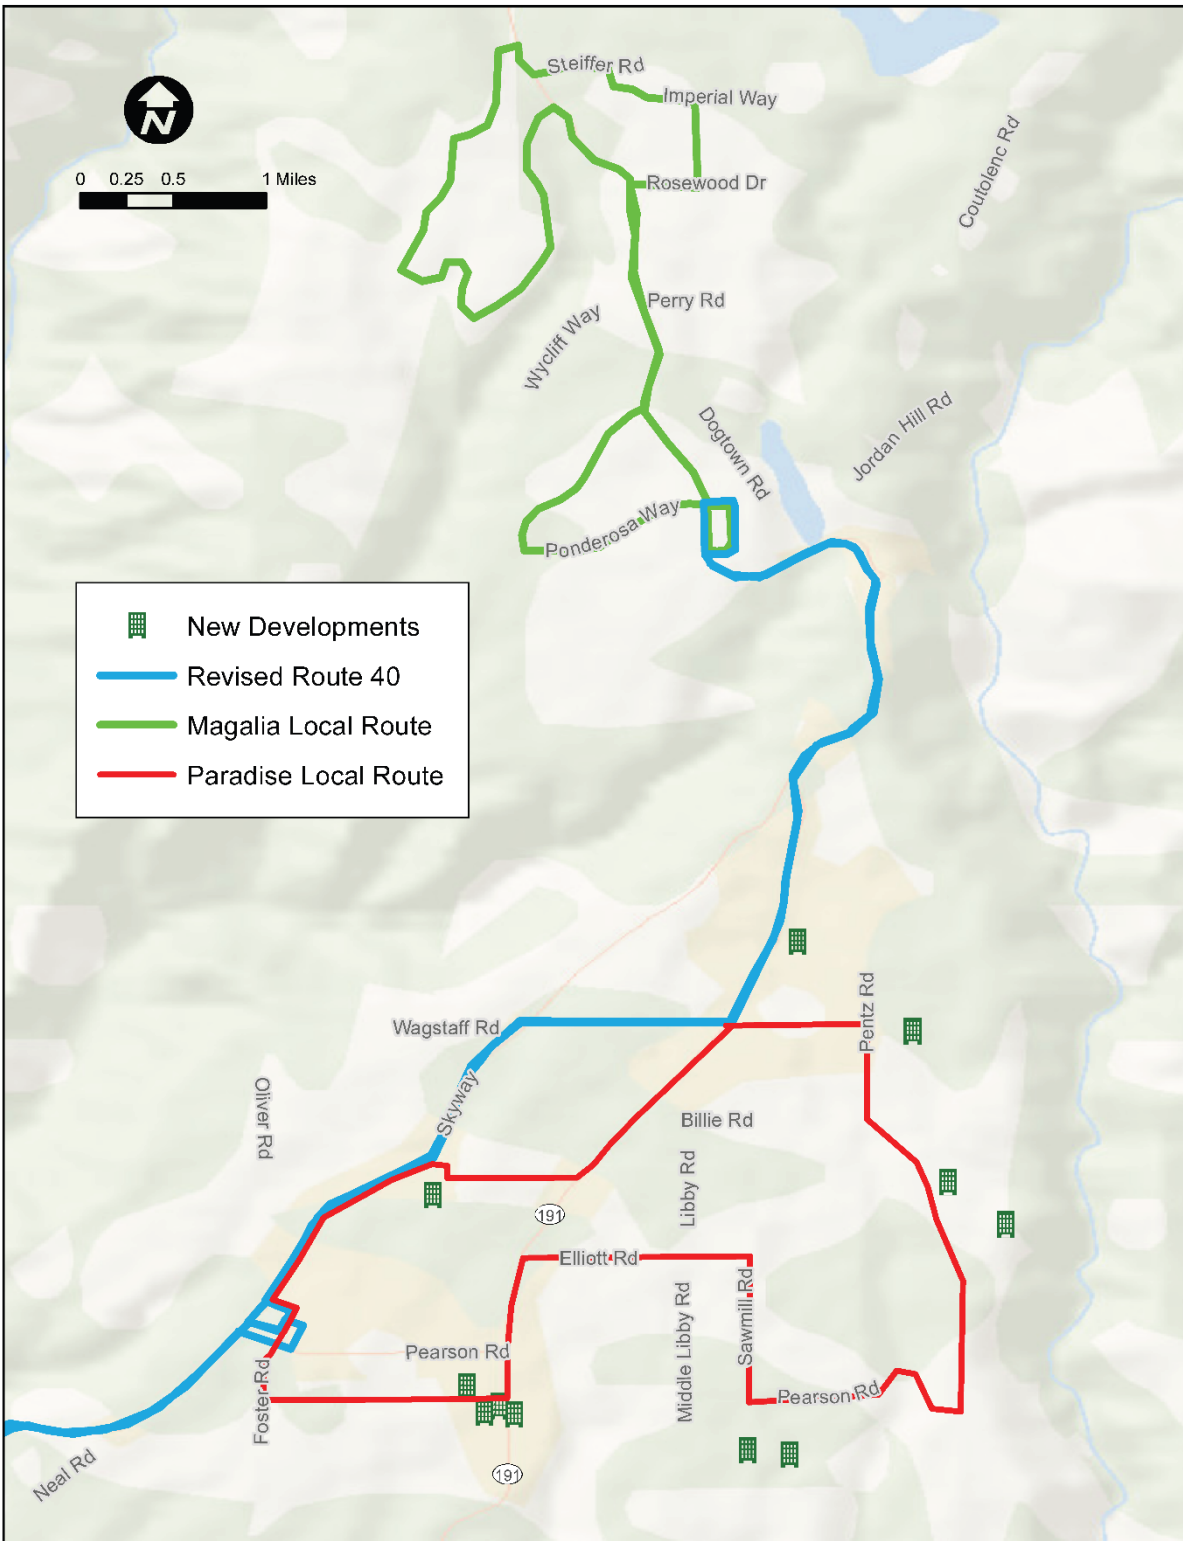 Steiffer Rd
Imperial Way
N
0 0.25 0.5 1 Miles
Coutolenc Rd
Rosewood Dr
Perry Rd
Wycliff Way
Dogtown Rd
Jordan Hill Rd
Ponderosa Way
New Developments
Revised Route 40
Magalia Local Route
Paradise Local Route
Wagstaff Rd
Pentz Rd
Skyway
Oliver Rd
Billie Rd
Libby Rd
191
Elliott Rd
Middle Libby Rd
Sawmill Rd
Pearson Rd
Foster Rd
Pearson Rd
Neal Rd
191